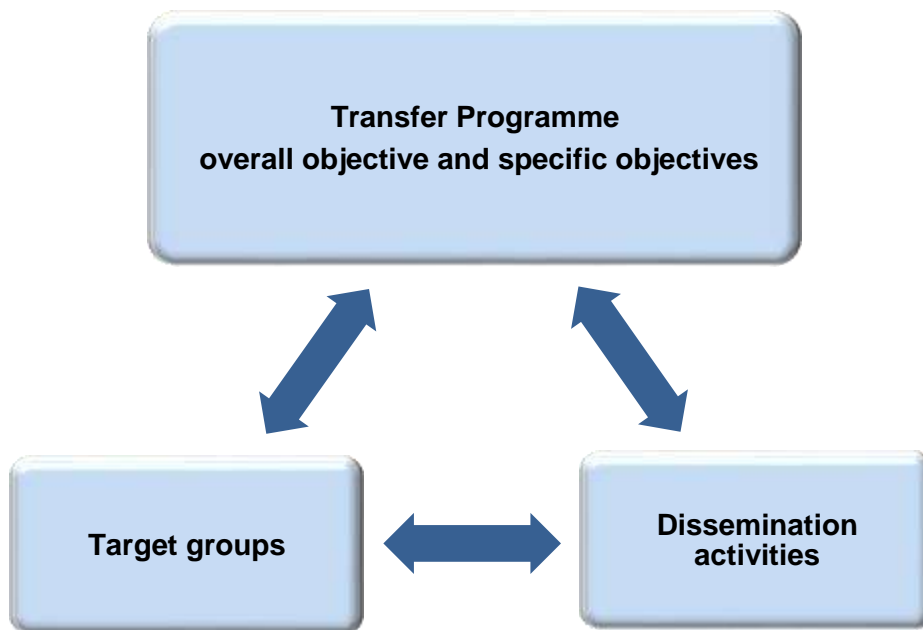 Transfer Programme
overall objective and specific objectives
Target groups
Dissemination
activities